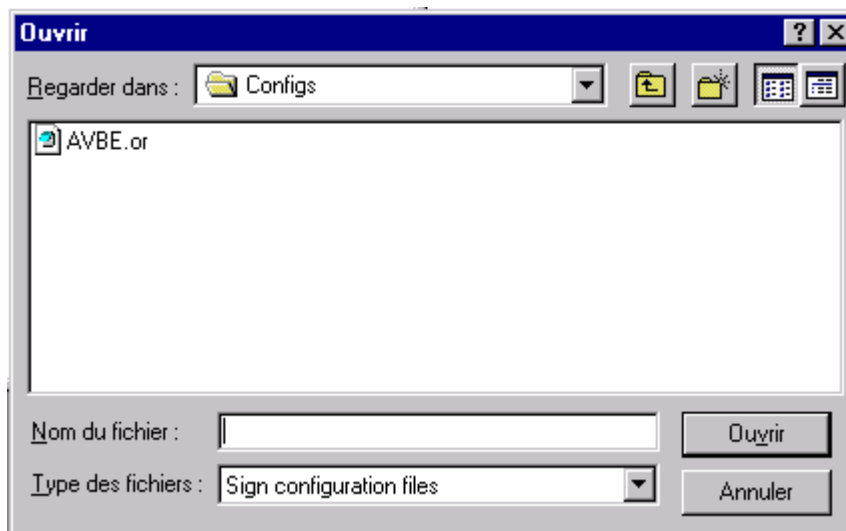 Ouvrir
Regarder dans : Configs
AVBE.or
Nom du fichier : Ouvrir
Type des fichiers : Sign configuration files Annuler